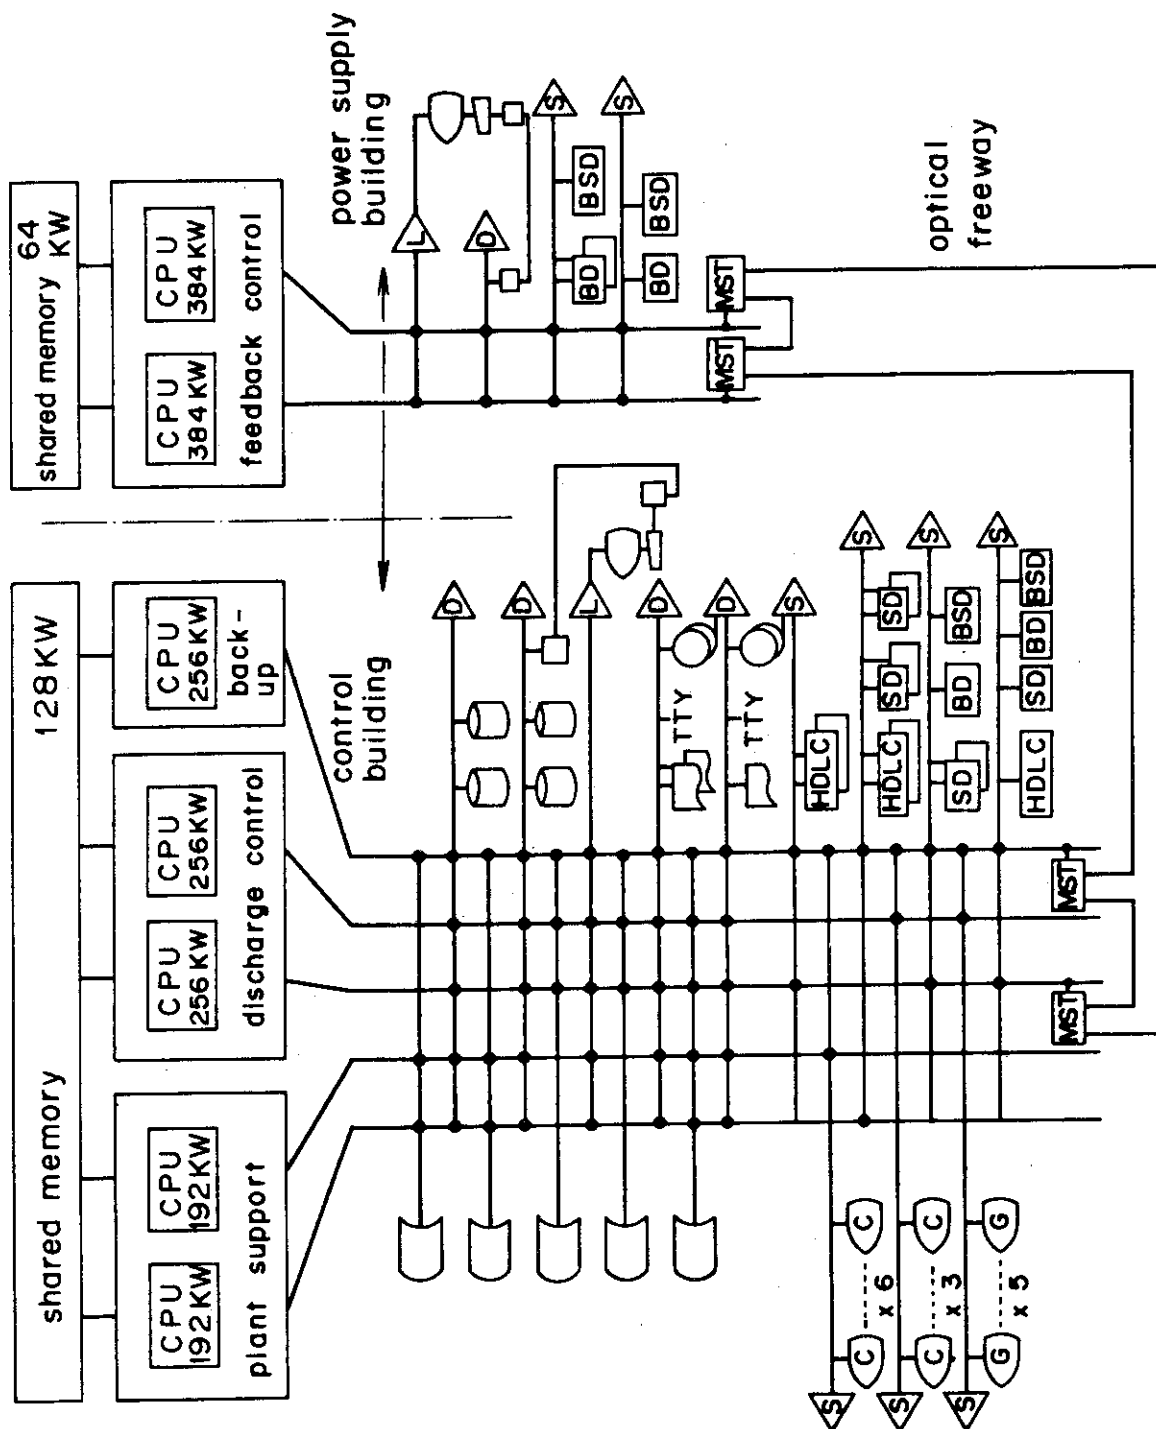 shared memory 128KW
shared memory 64
KW
CPU
192KW
CPU
192KW
plant support
CPU
256KW
CPU
256KW
discharge control
CPU
256KW
back-
up
CPU
384KW
CPU
384KW
feedback control
control
building
power supply
building
D
D
L
D
TTY
D
TTY
S
HDLC
S
HDLC
SD
SD
S
SD
BD
BSD
S
HDLC
SD
BD
BSD
L
D
S
BD
BSD
S
BD
BSD
MST
MST
optical
freeway
S
C
C
x 6
S
C
C
x 3
S
G
G
x 5
MST
MST